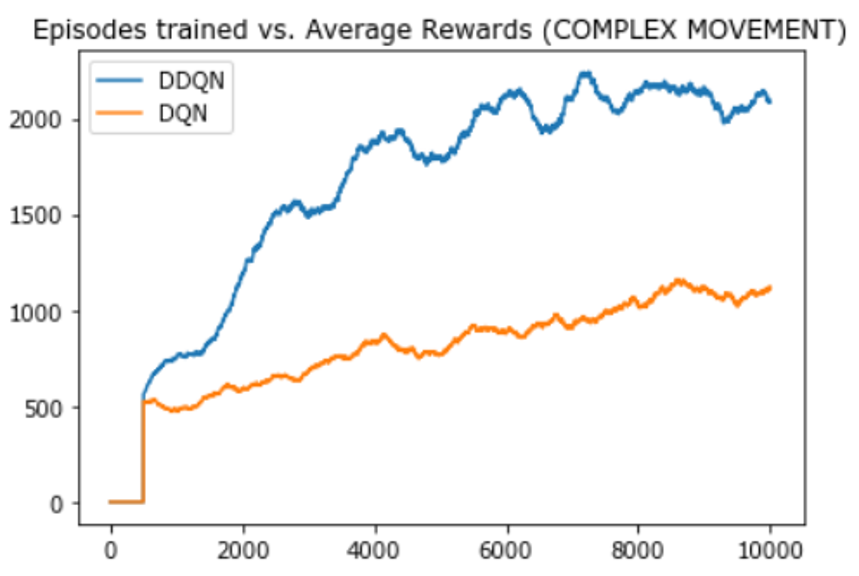 Episodes trained vs. Average Rewards (COMPLEX MOVEMENT)
DDQN
DQN
2000
1500
1000
500
0
0 2000 4000 6000 8000 10000